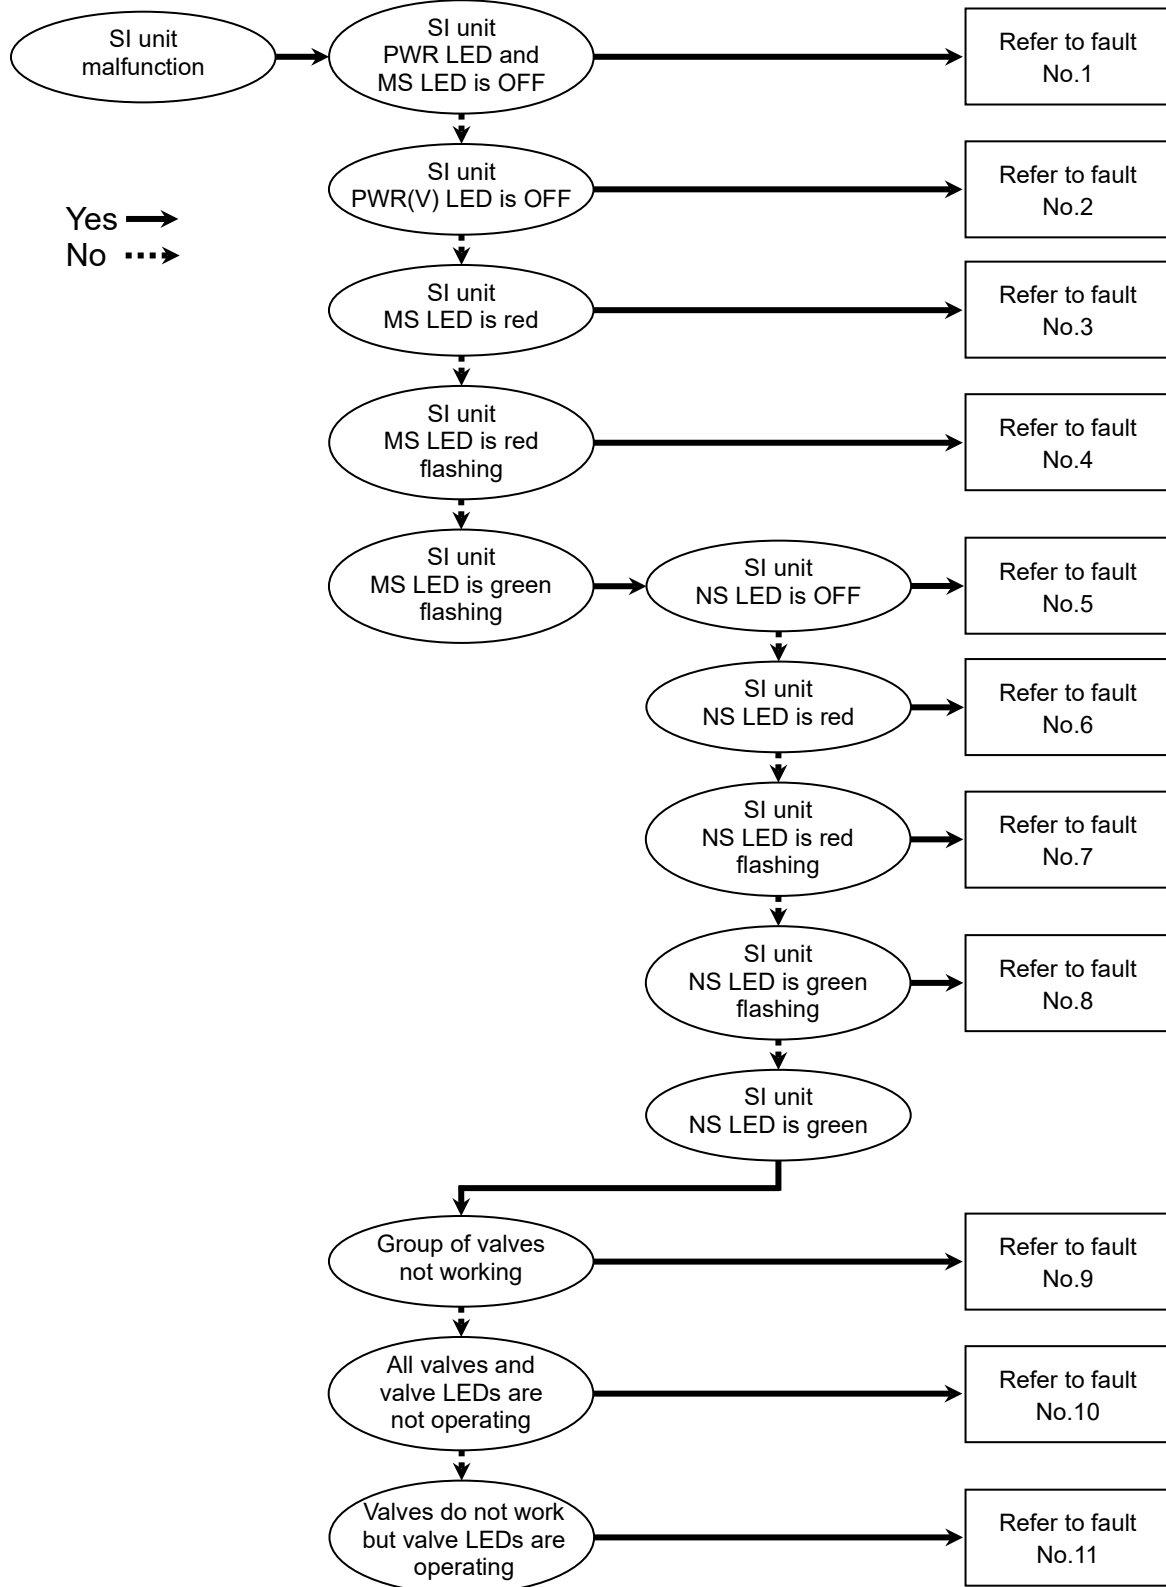 SI unit
malfunction
SI unit
PWR LED and
MS LED is OFF
Refer to fault
No.1
SI unit
PWR(V) LED is OFF
Refer to fault
No.2
Yes
No
SI unit
MS LED is red
Refer to fault
No.3
SI unit
MS LED is red
flashing
Refer to fault
No.4
SI unit
MS LED is green
flashing
SI unit
NS LED is OFF
Refer to fault
No.5
SI unit
NS LED is red
Refer to fault
No.6
SI unit
NS LED is red
flashing
Refer to fault
No.7
SI unit
NS LED is green
flashing
Refer to fault
No.8
SI unit
NS LED is green
Group of valves
not working
Refer to fault
No.9
All valves and
valve LEDs are
not operating
Refer to fault
No.10
Valves do not work
but valve LEDs are
operating
Refer to fault
No.11